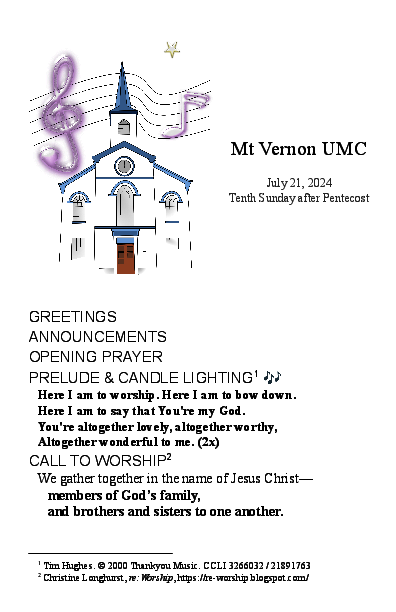 Mt Vernon UMC
July 21, 2024
Tenth Sunday after Pentecost
GREETINGS
ANNOUNCEMENTS
OPENING PRAYER
PRELUDE & CANDLE LIGHTING¹ 🎶
Here I am to worship. Here I am to bow down.
Here I am to say that You're my God.
You're altogether lovely, altogether worthy,
Altogether wonderful to me. (2x)
CALL TO WORSHIP²
We gather together in the name of Jesus Christ—
members of God's family,
and brothers and sisters to one another.
¹ Tim Hughes. © 2000 Thankyou Music. CCLI 3266032 / 21891763
² Christine Longhurst, re: Worship, https://re-worship.blogspot.com/